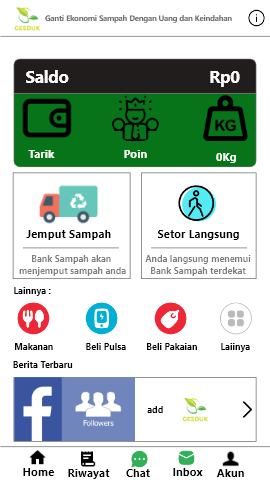 CESDUK
Ganti Ekonomi Sampah Dengan Uang dan Keindahan
Saldo Rp0
KG
Tarik Poin 0Kg
Jemput Sampah
Bank Sampah akan
menjemput sampah anda
Setor Langsung
Anda langsung menemui
Bank Sampah terdekat
Lainnya :
Makanan Beli Pulsa Beli Pakaian Laiinya
Berita Terbaru
f
Followers
add
CESDUK
Home Riwayat Chat Inbox Akun